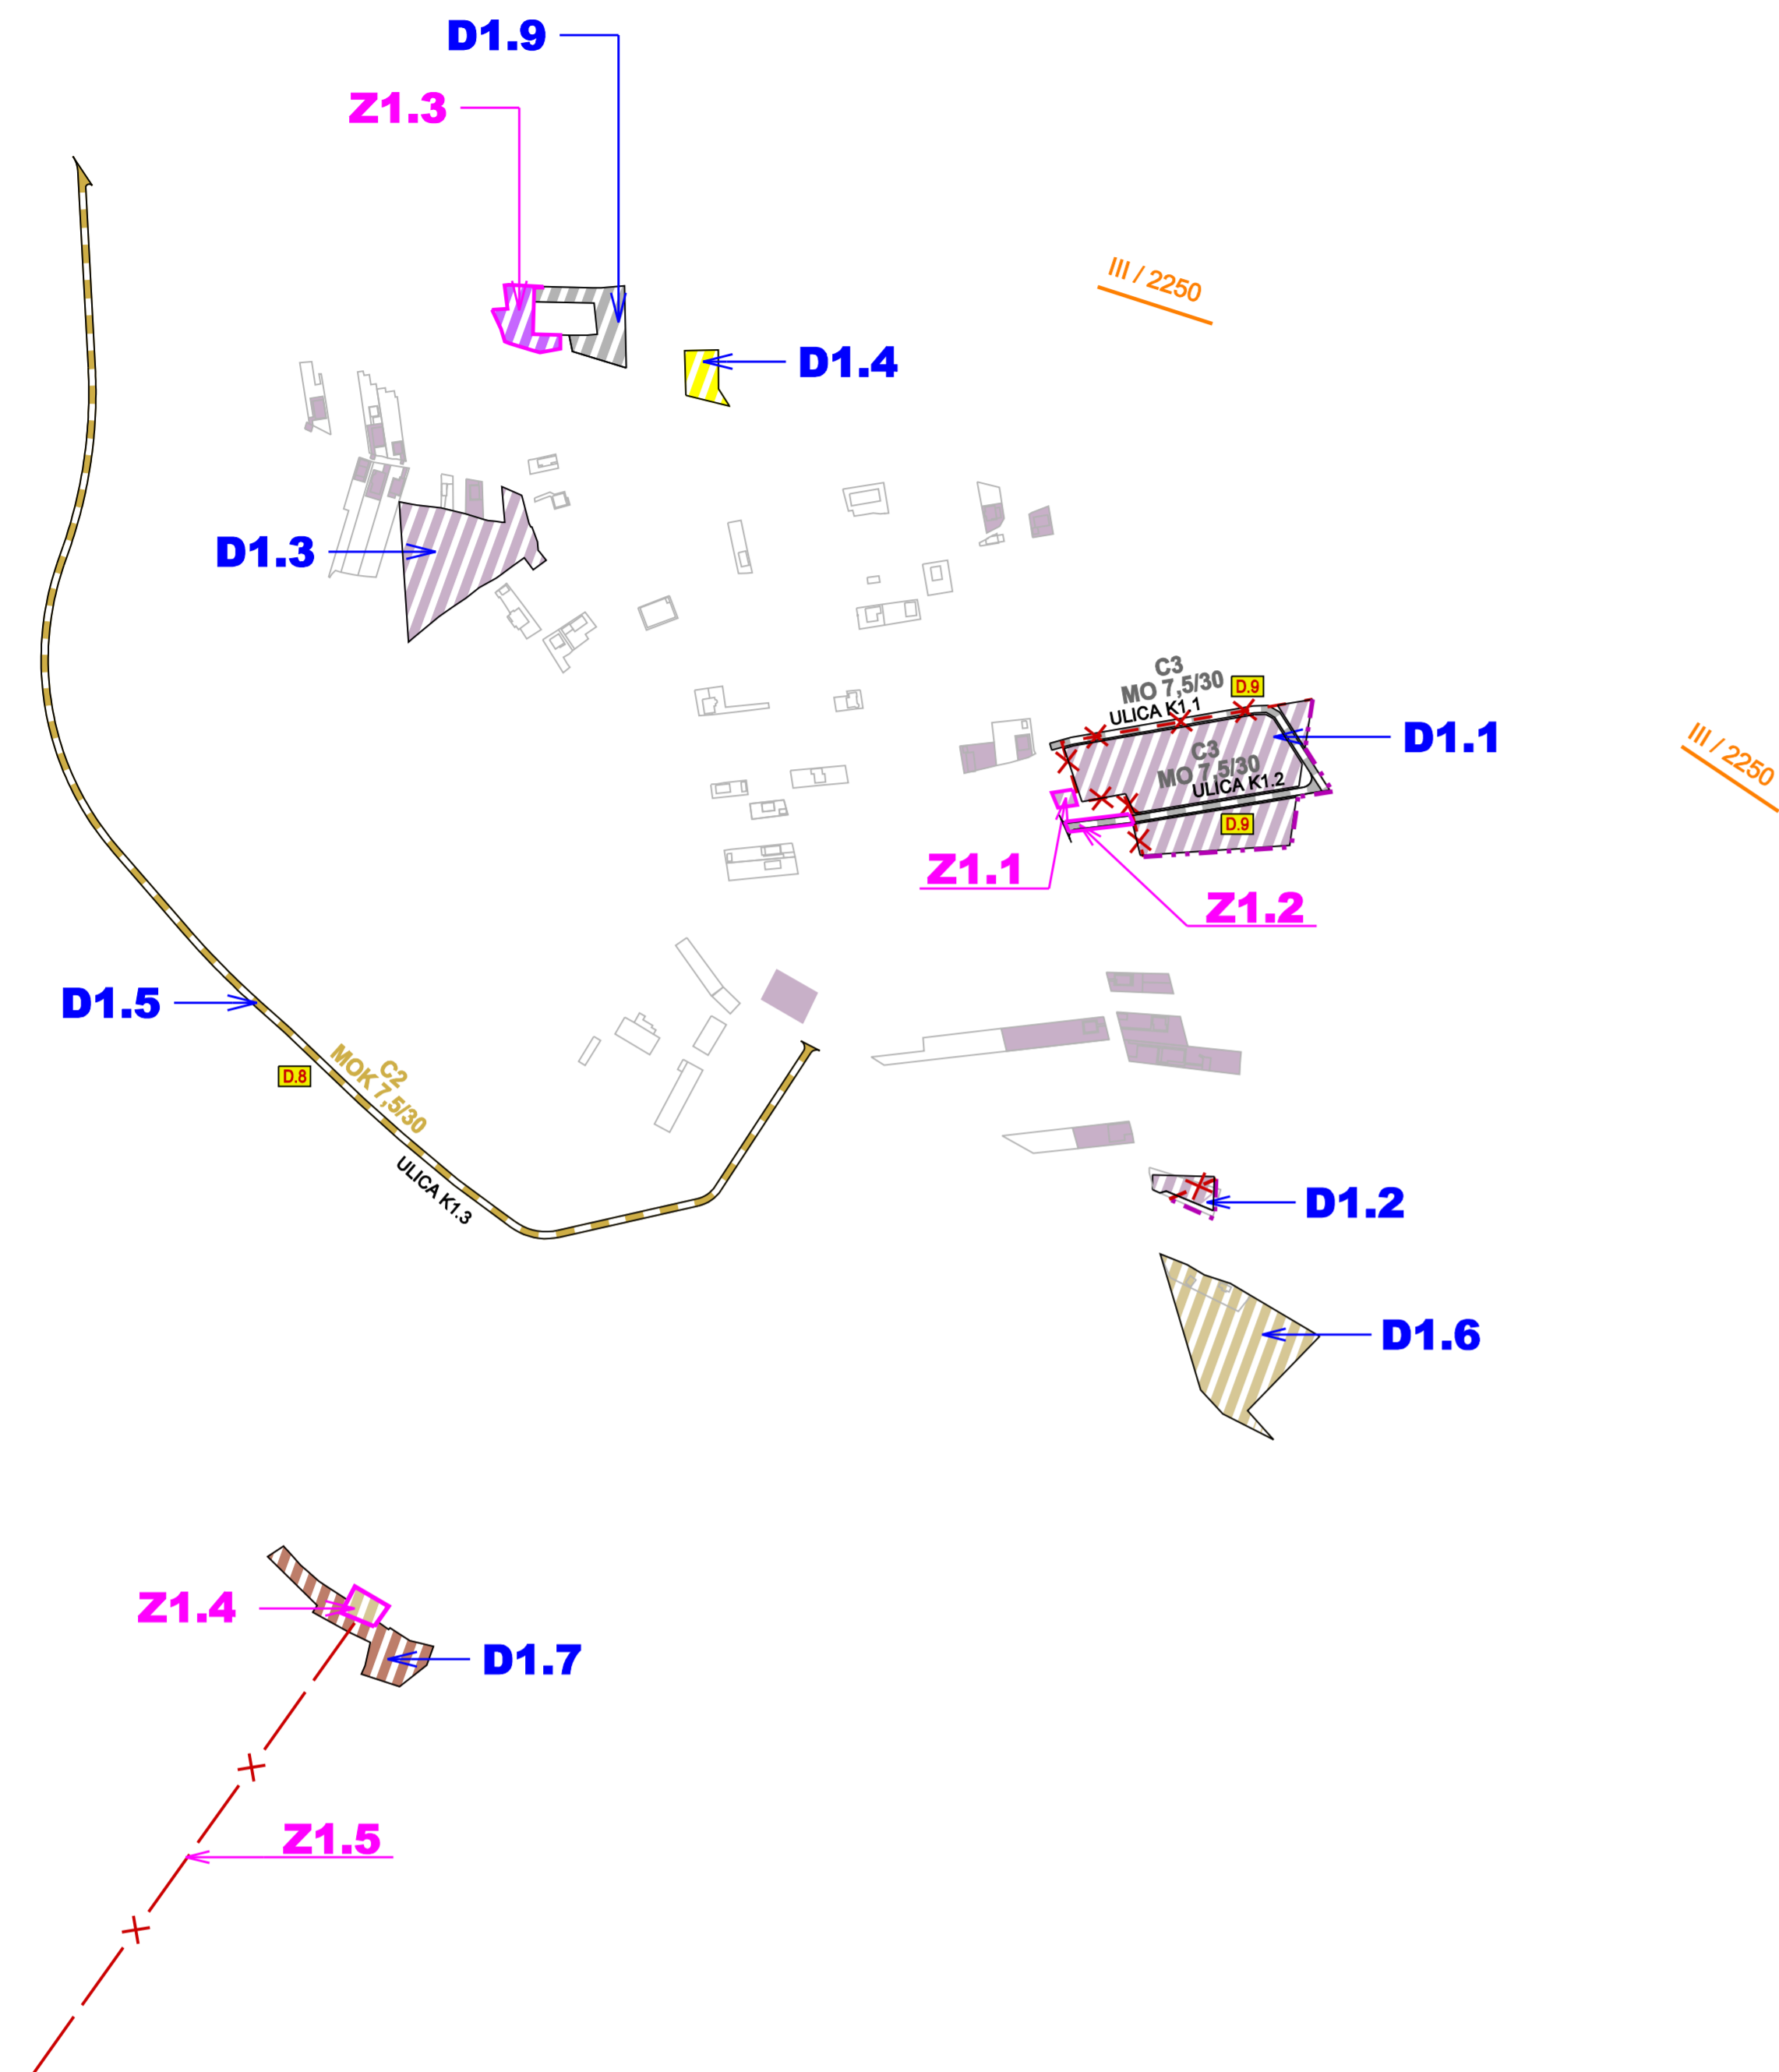 D1.9
Z1.3
III / 2250
D1.4
D1.3
C3
MO 7,5/30
D.9
ULICA K1.1
D1.1
III / 2250
C3
MO 7,5/30
ULICA K1.2
D.9
Z1.1
Z1.2
D1.5
C2
MOK 7,5/30
D.8
ULICA K1.3
D1.2
D1.6
Z1.4
D1.7
Z1.5